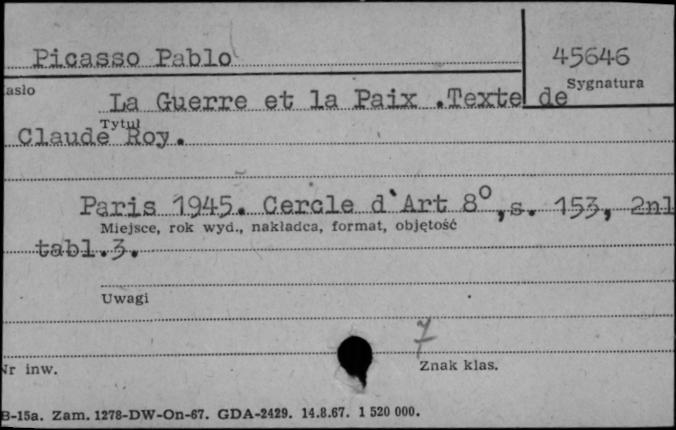 Picasso Pablo
45646
asło
Sygnatura
La Guerre et la Paix .Texte de
Tytuł
Claude Roy.
Paris 1945. Cercle d'Art 8°,s. 153, 2nl
Miejsce, rok wyd., nakładca, format, objętość
tabl.3.
Uwagi
7
Nr inw.
Znak klas.
B-15a. Zam. 1278-DW-On-67. GDA-2429. 14.8.67. 1 520 000.